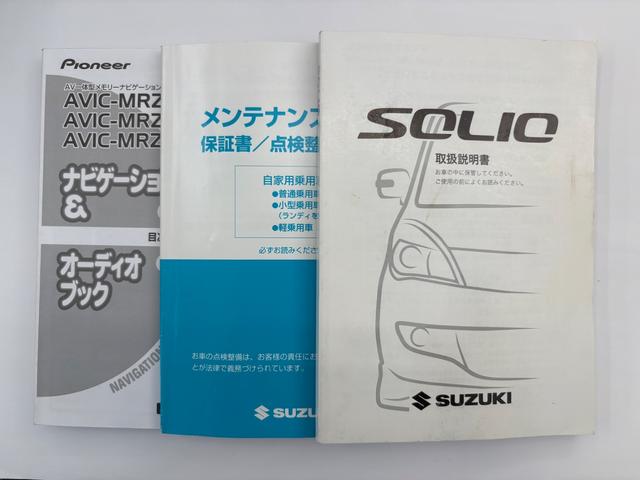 Pioneer
AV一体型メモリーナビゲーション
AVIC-MRZ
AVIC-MRZ
AVIC-MRZ
ナビゲーショ
&
目次
オーディオ
ブック
NAVIGATION
メンテナンス
保証書/点検整
自家用乗用
●普通乗用車
●小型乗用車
(ランディを
●軽乗用車
必ずお読みくださ
お車の点検整備は、お客様の責任にお
とが法律で義務づけられています。
SUZU
SOLIO
取扱説明書
お車の中に保管してください。
ご使用の前によくお読みください。
SUZUKI